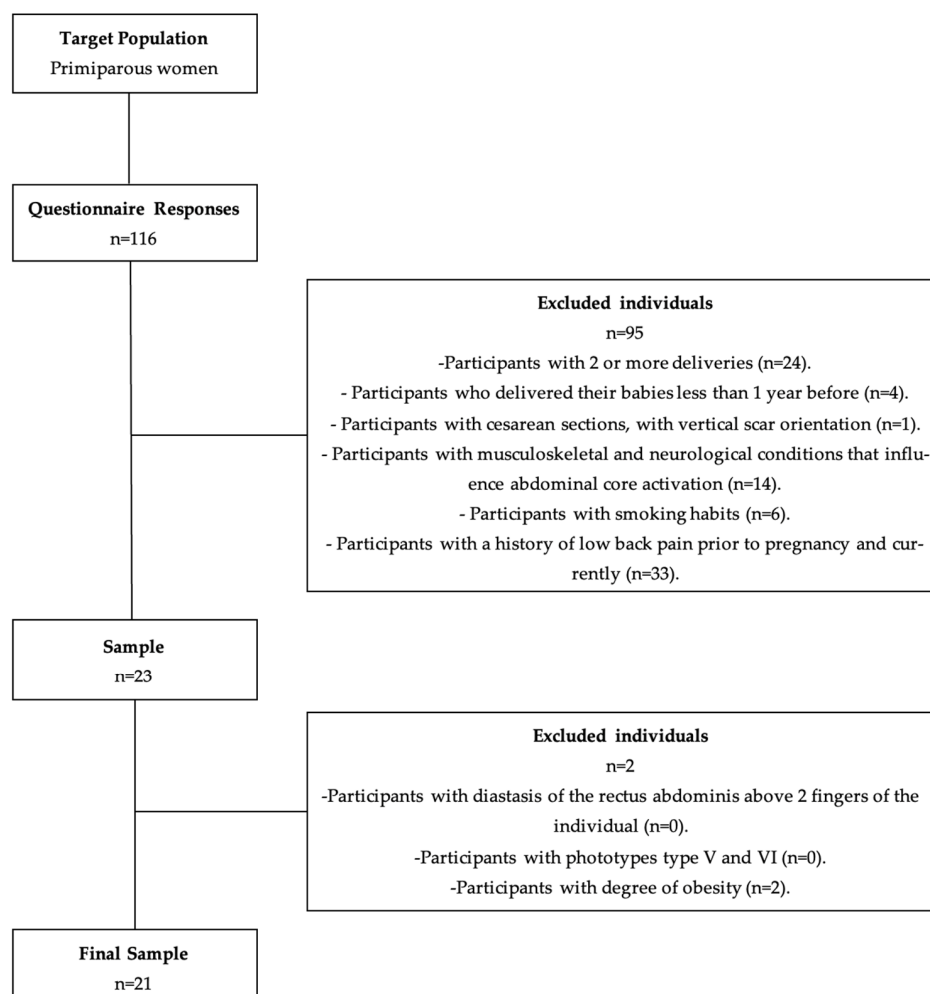 Target Population
Primiparous women
Questionnaire Responses
n=116
Excluded individuals
n=95
-Participants with 2 or more deliveries (n=24).
- Participants who delivered their babies less than 1 year before (n=4).
- Participants with cesarean sections, with vertical scar orientation (n=1).
- Participants with musculoskeletal and neurological conditions that influ-
ence abdominal core activation (n=14).
- Participants with smoking habits (n=6).
- Participants with a history of low back pain prior to pregnancy and cur-
rently (n=33).
Sample
n=23
Excluded individuals
n=2
-Participants with diastasis of the rectus abdominis above 2 fingers of the
individual (n=0).
-Participants with phototypes type V and VI (n=0).
-Participants with degree of obesity (n=2).
Final Sample
n=21